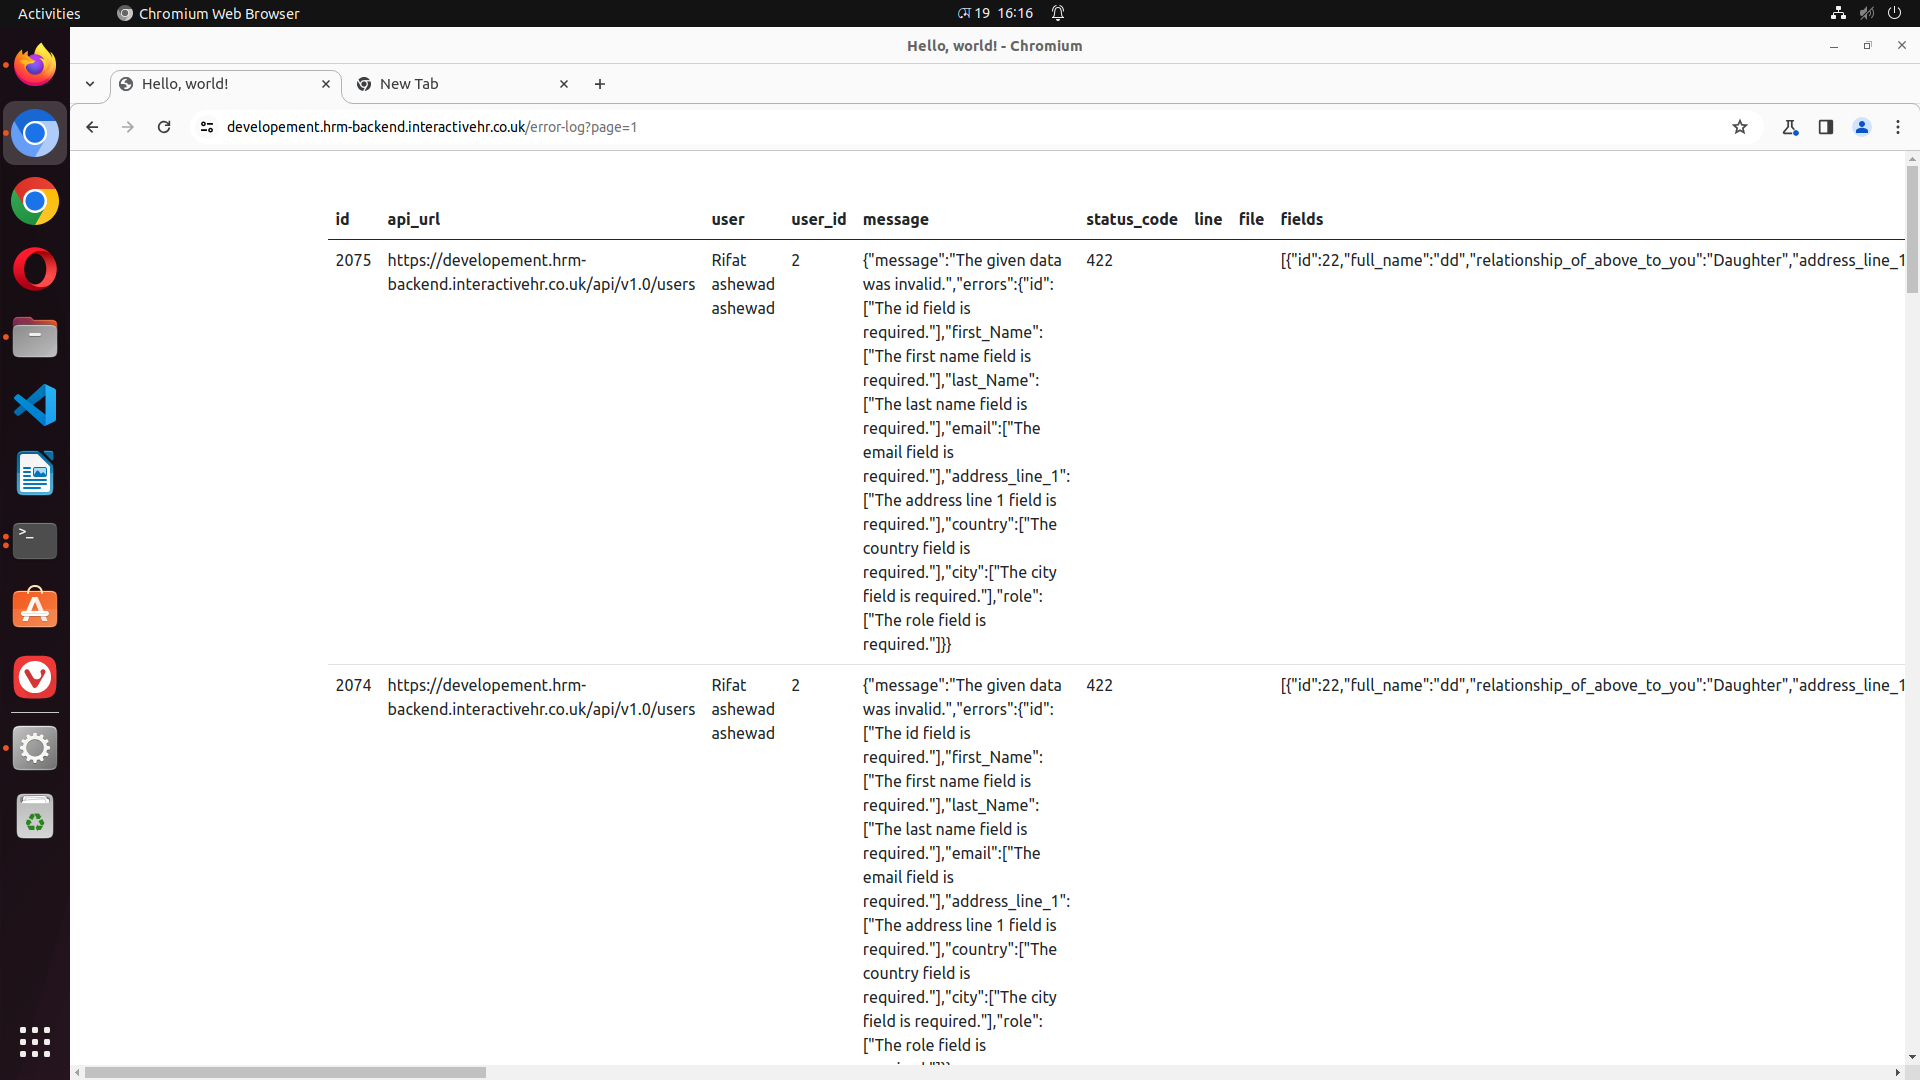 Activities
Chromium Web Browser
মে 19 16:16
Hello, world! - Chromium
Hello, world!
New Tab
developement.hrm-backend.interactivehr.co.uk/error-log?page=1
id api_url user user_id message status_code line file fields
2075
https://developement.hrm-
backend.interactivehr.co.uk/api/v1.0/users
Rifat
ashewad
ashewad
2
{"message":"The given data
was invalid.","errors":{"id":
["The id field is
required."],"first_Name":
["The first name field is
required."],"last_Name":
["The last name field is
required."],"email":["The
email field is
required."],"address_line_1":
["The address line 1 field is
required."],"country":["The
country field is
required."],"city":["The city
field is required."],"role":
["The role field is
required."]}}
422
[{"id":22,"full_name":"dd","relationship_of_above_to_you":"Daughter","address_line_1
2074
https://developement.hrm-
backend.interactivehr.co.uk/api/v1.0/users
Rifat
ashewad
ashewad
2
{"message":"The given data
was invalid.","errors":{"id":
["The id field is
required."],"first_Name":
["The first name field is
required."],"last_Name":
["The last name field is
required."],"email":["The
email field is
required."],"address_line_1":
["The address line 1 field is
required."],"country":["The
country field is
required."],"city":["The city
field is required."],"role":
["The role field is
422
[{"id":22,"full_name":"dd","relationship_of_above_to_you":"Daughter","address_line_1